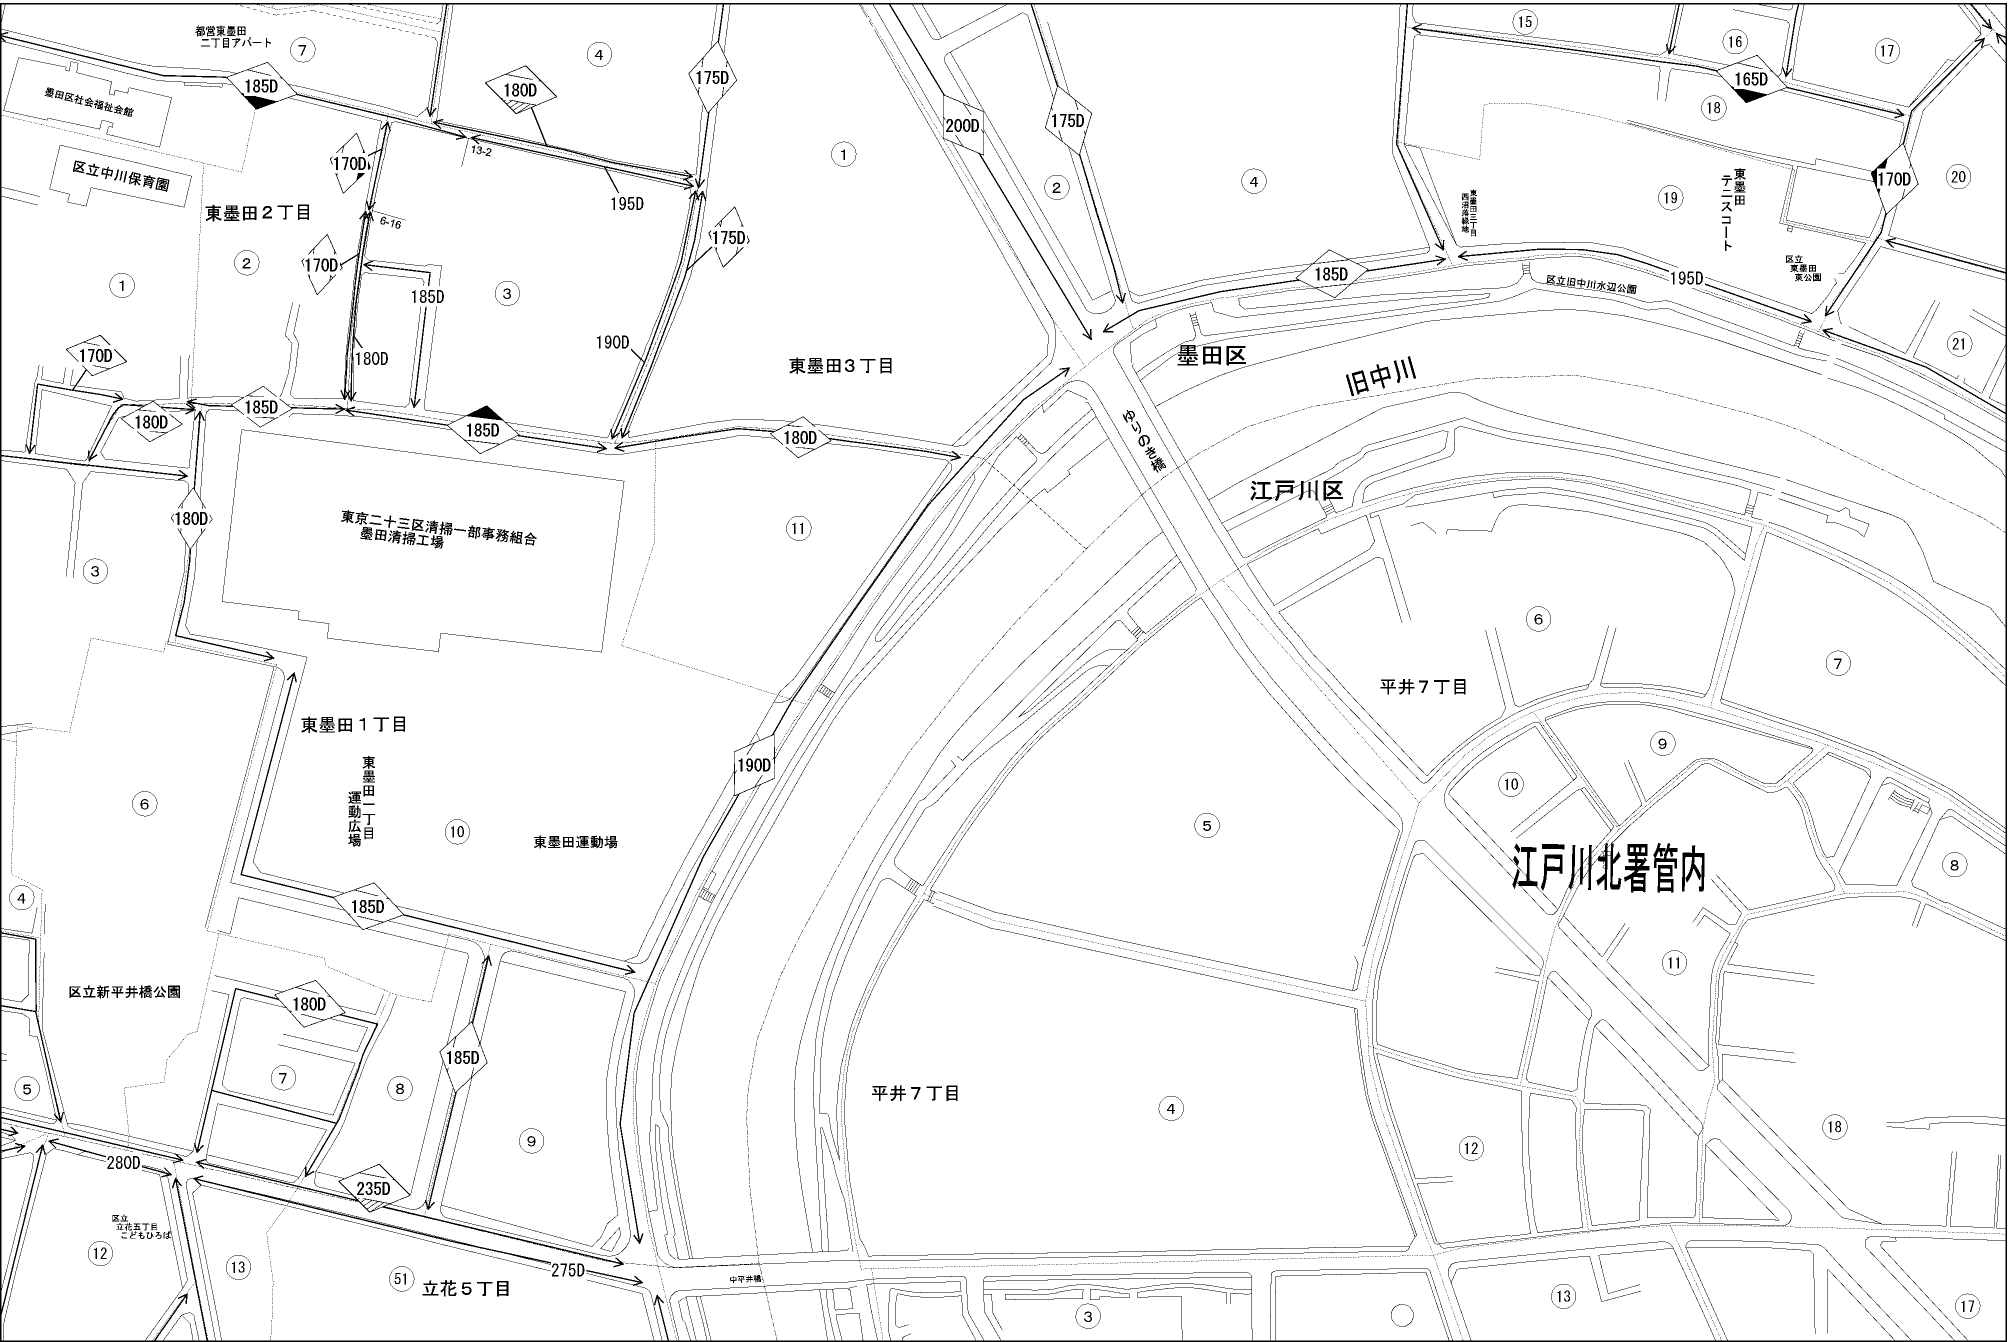 都営東墨田
二丁目アパート
7
4
15
16
17
185D
180D
175D
165D
墨田区社会福祉会館
200D
175D
18
13-2
170D
1
2
4
区立中川保育園
195D
東墨田
テニスコート
170D
20
19
東墨田三丁目
西沼落緑地
東墨田2丁目
6-16
175D
2
170D
185D
195D
区立
東墨田
東公園
区立旧中川水辺公園
1
185D
3
190D
170D
180D
東墨田3丁目
墨田区
旧中川
21
185D
180D
185D
180D
ゆりのき橋
江戸川区
180D
東京二十三区清掃一部事務組合
墨田清掃工場
11
3
6
7
平井7丁目
東墨田1丁目
東墨田一丁目
運動広場
190D
9
10
6
10
東墨田運動場
5
江戸川北署管内
8
4
185D
11
区立新平井橋公園
180D
185D
7
8
5
平井7丁目
4
9
12
18
280D
235D
区立
立花五丁目
こどもひろば
12
13
51
275D
立花5丁目
中平井橋
3
13
17